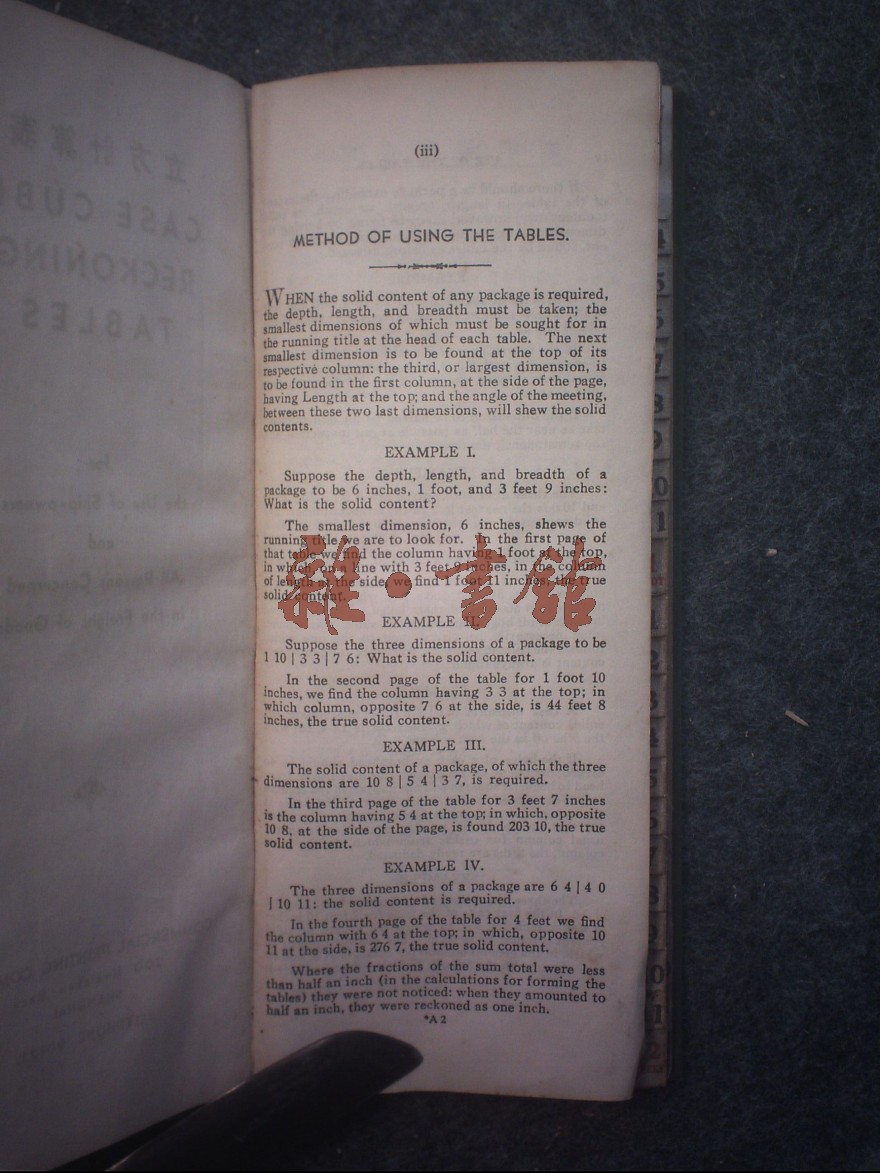 (iii)
METHOD OF USING THE TABLES.
WHEN the solid content of any package is required,
the depth, length, and breadth must be taken; the
smallest dimensions of which must be sought for in
the running title at the head of each table. The next
smallest dimension is to be found at the top of its
respective column: the third, or largest dimension, is
to be found in the first column, at the side of the page,
having Length at the top; and the angle of the meeting,
between these two last dimensions, will shew the solid
contents.
EXAMPLE I.
Suppose the depth, length, and breadth of a
package to be 6 inches, 1 foot, and 3 feet 9 inches:
What is the solid content?
The smallest dimension, 6 inches, shews the
running title we are to look for. In the first page of
that table we find the column having 1 foot at the top,
in which, on a line with 3 feet 9 inches, in the column
of length at the side, we find 1 foot 11 inches, the true
solid content.
雜·書館
EXAMPLE II.
Suppose the three dimensions of a package to be
1 10 | 3 3 | 7 6: What is the solid content.
In the second page of the table for 1 foot 10
inches, we find the column having 3 3 at the top; in
which column, opposite 7 6 at the side, is 44 feet 8
inches, the true solid content.
EXAMPLE III.
The solid content of a package, of which the three
dimensions are 10 8 | 5 4 | 3 7, is required.
In the third page of the table for 3 feet 7 inches
is the column having 5 4 at the top; in which, opposite
10 8, at the side of the page, is found 203 10, the true
solid content.
EXAMPLE IV.
The three dimensions of a package are 6 4 | 4 0
| 10 11: the solid content is required.
In the fourth page of the table for 4 feet we find
the column with 6 4 at the top; in which, opposite 10
11 at the side, is 276 7, the true solid content.
Where the fractions of the sum total were less
than half an inch (in the calculations for forming the
tables) they were not noticed: when they amounted to
half an inch, they were reckoned as one inch.
*A 2
立方計算表
CASE CUBE
RECKONING
TABLES